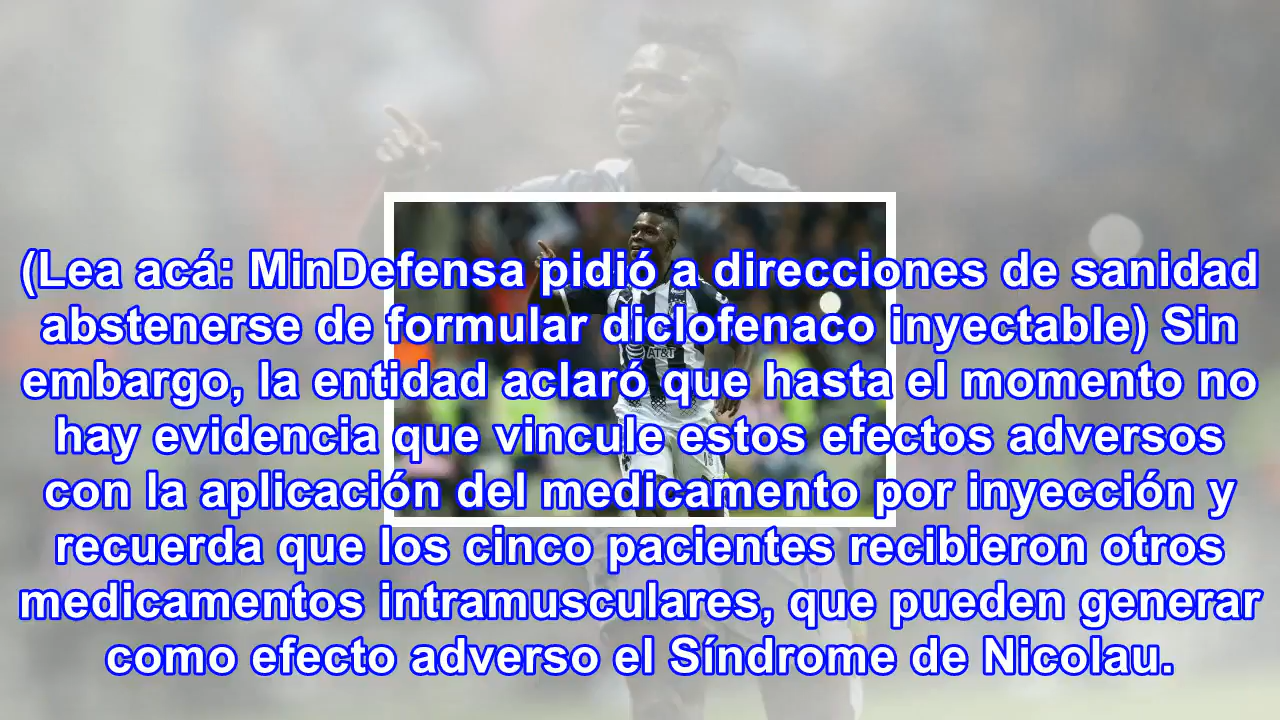 (Lea acá: MinDefensa pidió a direcciones de sanidad
abstenerse de formular diclofenaco inyectable) Sin
embargo, la entidad aclaró que hasta el momento no
hay evidencia que vincule estos efectos adversos
con la aplicación del medicamento por inyección y
recuerda que los cinco pacientes recibieron otros
medicamentos intramusculares, que pueden generar
como efecto adverso el Síndrome de Nicolau.
AT&T